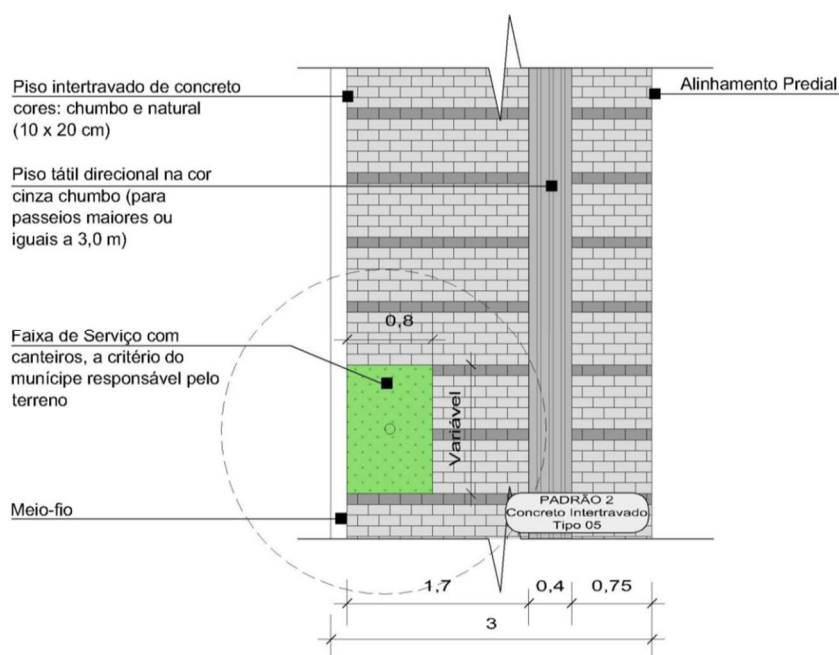 Piso intertravado de concreto
cores: chumbo e natural
(10 x 20 cm)
Alinhamento Predial
Piso tátil direcional na cor
cinza chumbo (para
passeios maiores ou
iguais a 3,0 m)
0,8
Faixa de Serviço com
canteiros, a critério do
munícipe responsável pelo
terreno
Variável
Meio-fio
PADRÃO 2
Concreto Intertravado
Tipo 05
1,7
0,4
0,75
3